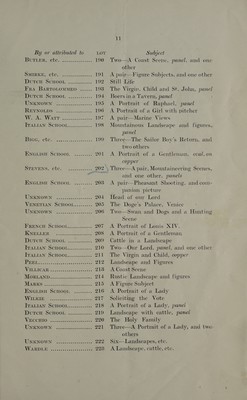 11
By or attributed to LOT Subject
BUTLER, etc. 190 Two—A Coast Scene, panel, and one
other
SMIRKE, etc. 191 A pair—Figure Subjects, and one other
DUTCH SCHOOL 192 Still Life
FRA BARTOLOMEO 193 The Virgin, Child and St. John, panel
DUTCH SCHOOL 194 Boors in a Tavern, panel
UNKNOWN 195 A Portrait of Raphael, panel
REYNOLDS 196 A Portrait of a Girl with pitcher
W. A. WATT 197 A pair—Marine Views
ITALIAN SCHOOL 198 Mountainous Landscape and figures,
panel
BIGG, etc. 199 Three—The Sailor Boy's Return, and
two others
ENGLISH SCHOOL 201 A Portrait of a Gentleman, oval on
copper
STEVENS, etc. 202 Three—A pair, Mountaineering Scenes,
and one other, panels
ENGLISH SCHOOL 203 A pair—Pheasant Shooting, and com-
panion picture
UNKNOWN 204 Head of our Lord
VENETIAN SCHOOL 205 The Doge's Palace, Venice
UNKNOWN 206 Two—Swan and Dogs and a Hunting
Scene
FRENCH SCHOOL 207 A Portrait of Louis XIV.
KNELLER 208 A Portrait of a Gentleman
DUTCH SCHOOL 209 Cattle in a Landscape
ITALIAN SCHOOL 210 Two—Our Lord, panel, and one other
ITALIAN SCHOOL 211 The Virgin and Child, copper
PEEL 212 Landscape and Figures
213 A Coast Scene
MORLAND 214 Rustic Landscape and figures
MARKS 215 A Figure Subject
ENGLISH SCHOOL 216 A Portrait of a Lady
WILKIE 217 Soliciting the Vote
ITALIAN SCHOOL 218 A Portrait of a Lady, panel
DUTCH SCHOOL 219 Landscape with cattle, panel
VECCHIO 220 The Holy Family
UNKNOWN 221 Three—A Portrait of a Lady, and two
others
UNKNOWN 222 Six—Landscapes, etc.
WARDLE 223 A Landscape, cattle, etc.